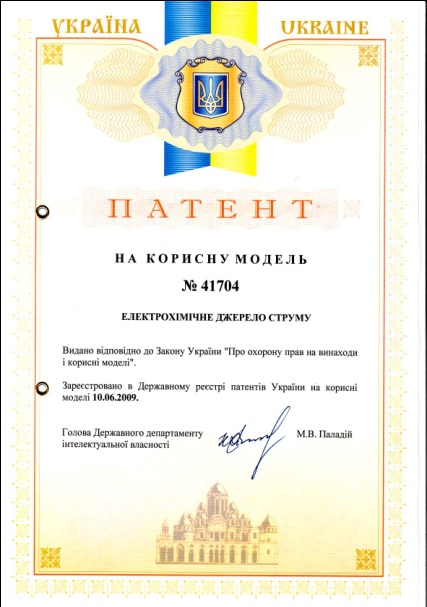 УКРАЇНА UKRAINE
ПАТЕНТ
НА КОРИСНУ МОДЕЛЬ
№ 41704
ЕЛЕКТРОХІМІЧНЕ ДЖЕРЕЛО СТРУМУ
Видано відповідно до Закону України "Про охорону прав на винаходи
і корисні моделі".
Зареєстровано в Державному реєстрі патентів України на корисні
моделі 10.06.2009.
Голова Державного департаменту М.В. Паладій
інтелектуальної власності